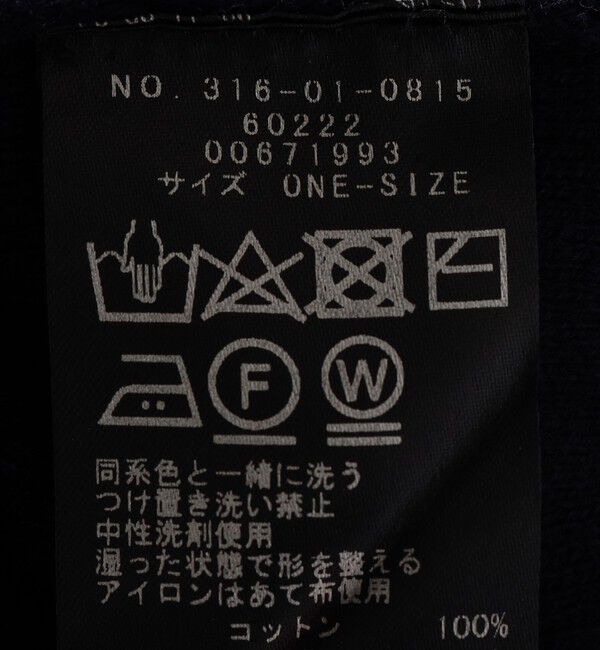 NO. 316-01-0815
60222
00671993
サイズ ONE-SIZE
F W
同系色と一緒に洗う
つけ置き洗い禁止
中性洗剤使用
湿った状態で形を整える
アイロンはあて布使用
コットン 100%